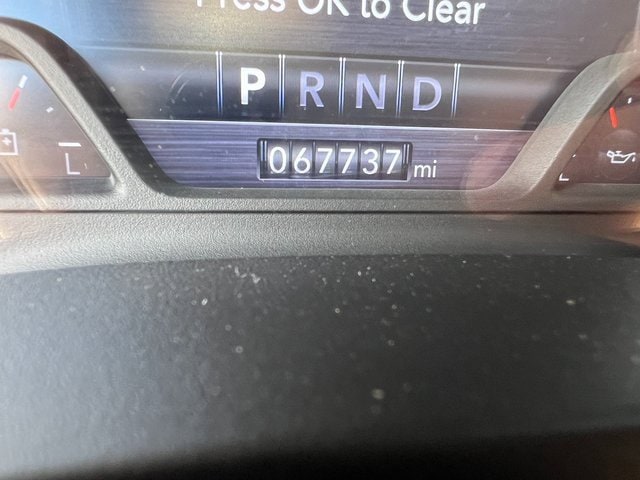 Press OK to Clear
P R N D
067737 mi
L L